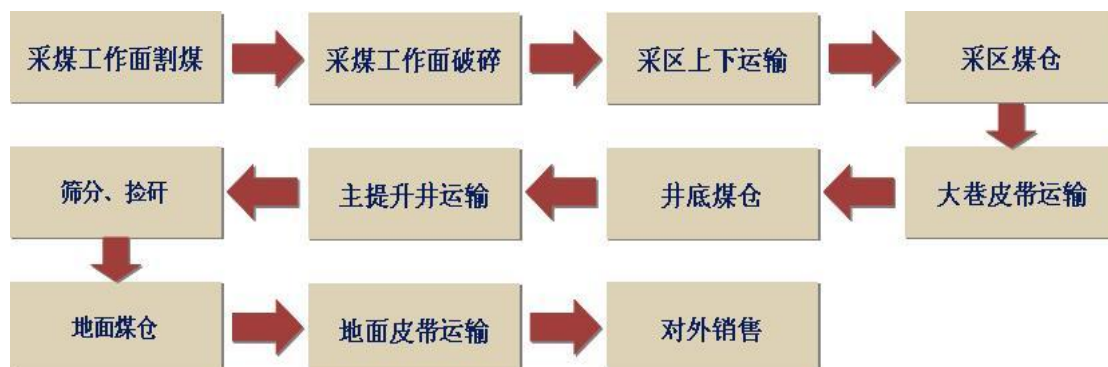 采煤工作面割煤
采煤工作面破碎
采区上下运输
采区煤仓
大巷皮带运输
井底煤仓
主提升井运输
筛分、捡矸
地面煤仓
地面皮带运输
对外销售